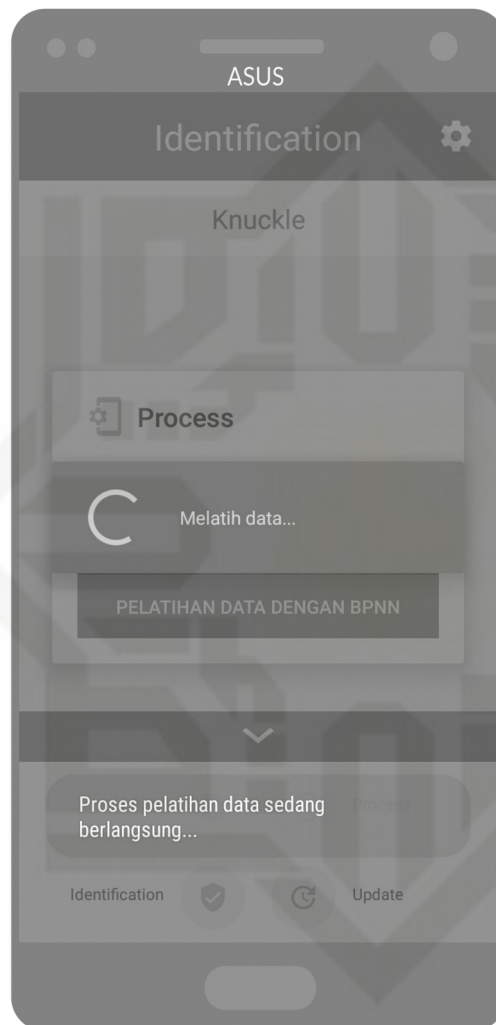 ASUS
Identification
Knuckle
Process
Melatih data...
PELATIHAN DATA DENGAN BPNN
Proses pelatihan data sedang
Process
berlangsung...
Identification
Update